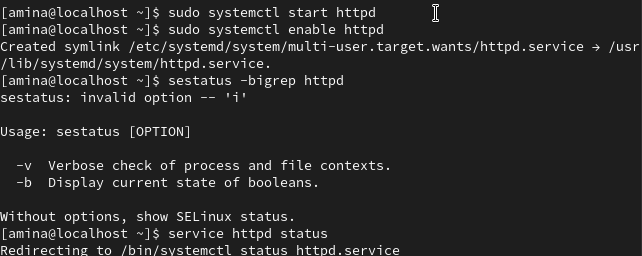 [amina@localhost ~]$ sudo systemctl start httpd
[amina@localhost ~]$ sudo systemctl enable httpd
Created symlink /etc/systemd/system/multi-user.target.wants/httpd.service → /usr
/lib/systemd/system/httpd.service.
[amina@localhost ~]$ sestatus -bigrep httpd
sestatus: invalid option -- 'i'

Usage: sestatus [OPTION]

  -v  Verbose check of process and file contexts.
  -b  Display current state of booleans.

Without options, show SELinux status.
[amina@localhost ~]$ service httpd status
Redirecting to /bin/systemctl status httpd.service